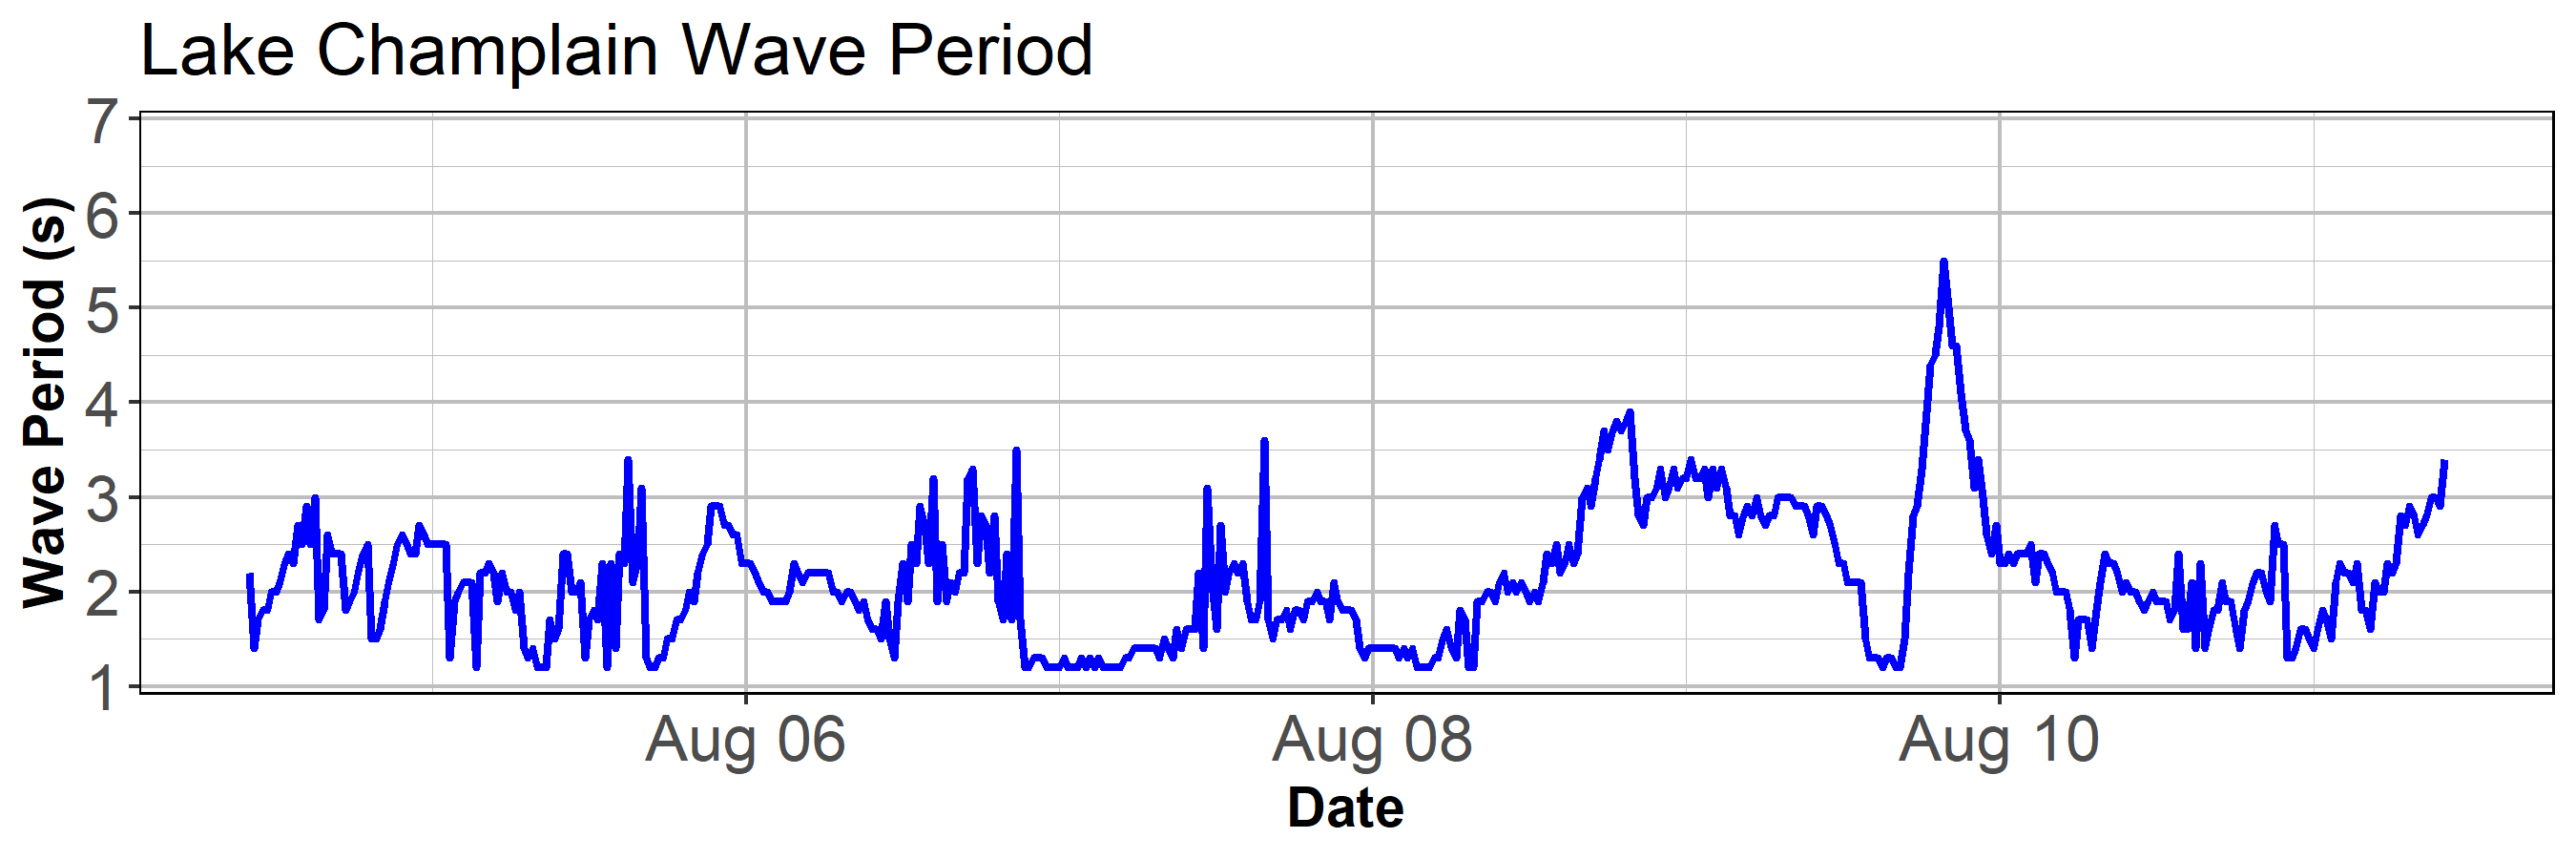 Lake Champlain Wave Period
7
6
5
4
3
2
1
Wave Period (s)
Aug 06
Aug 08
Aug 10
Date